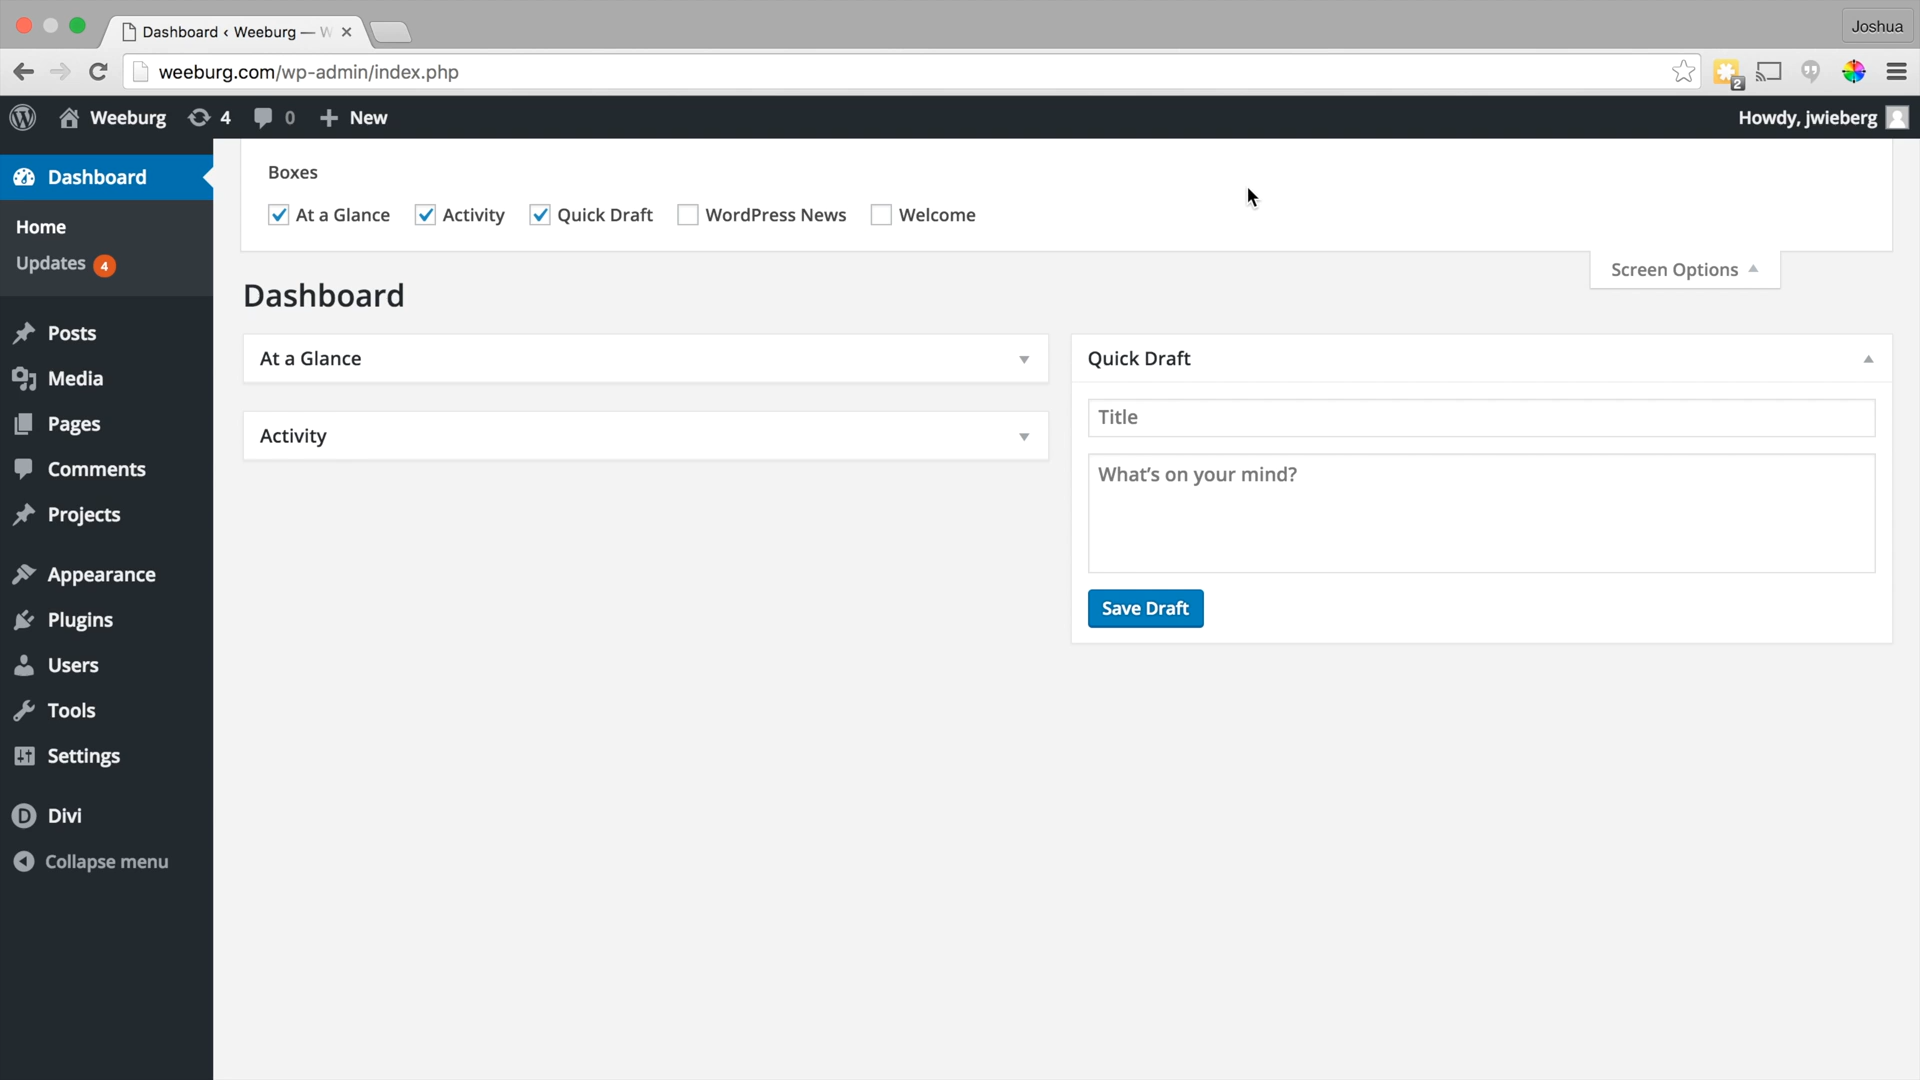 Dashboard ‹ Weeburg — W
Joshua
weeburg.com/wp-admin/index.php
2
Weeburg 4 0 New
Howdy, jwieberg
Boxes
At a Glance Activity Quick Draft WordPress News Welcome
Screen Options
Dashboard
Home
Updates 4
Posts
Media
Pages
Comments
Projects
Appearance
Plugins
Users
Tools
Settings
Divi
Collapse menu
Dashboard
At a Glance
Activity
Quick Draft
Title
What’s on your mind?
Save Draft